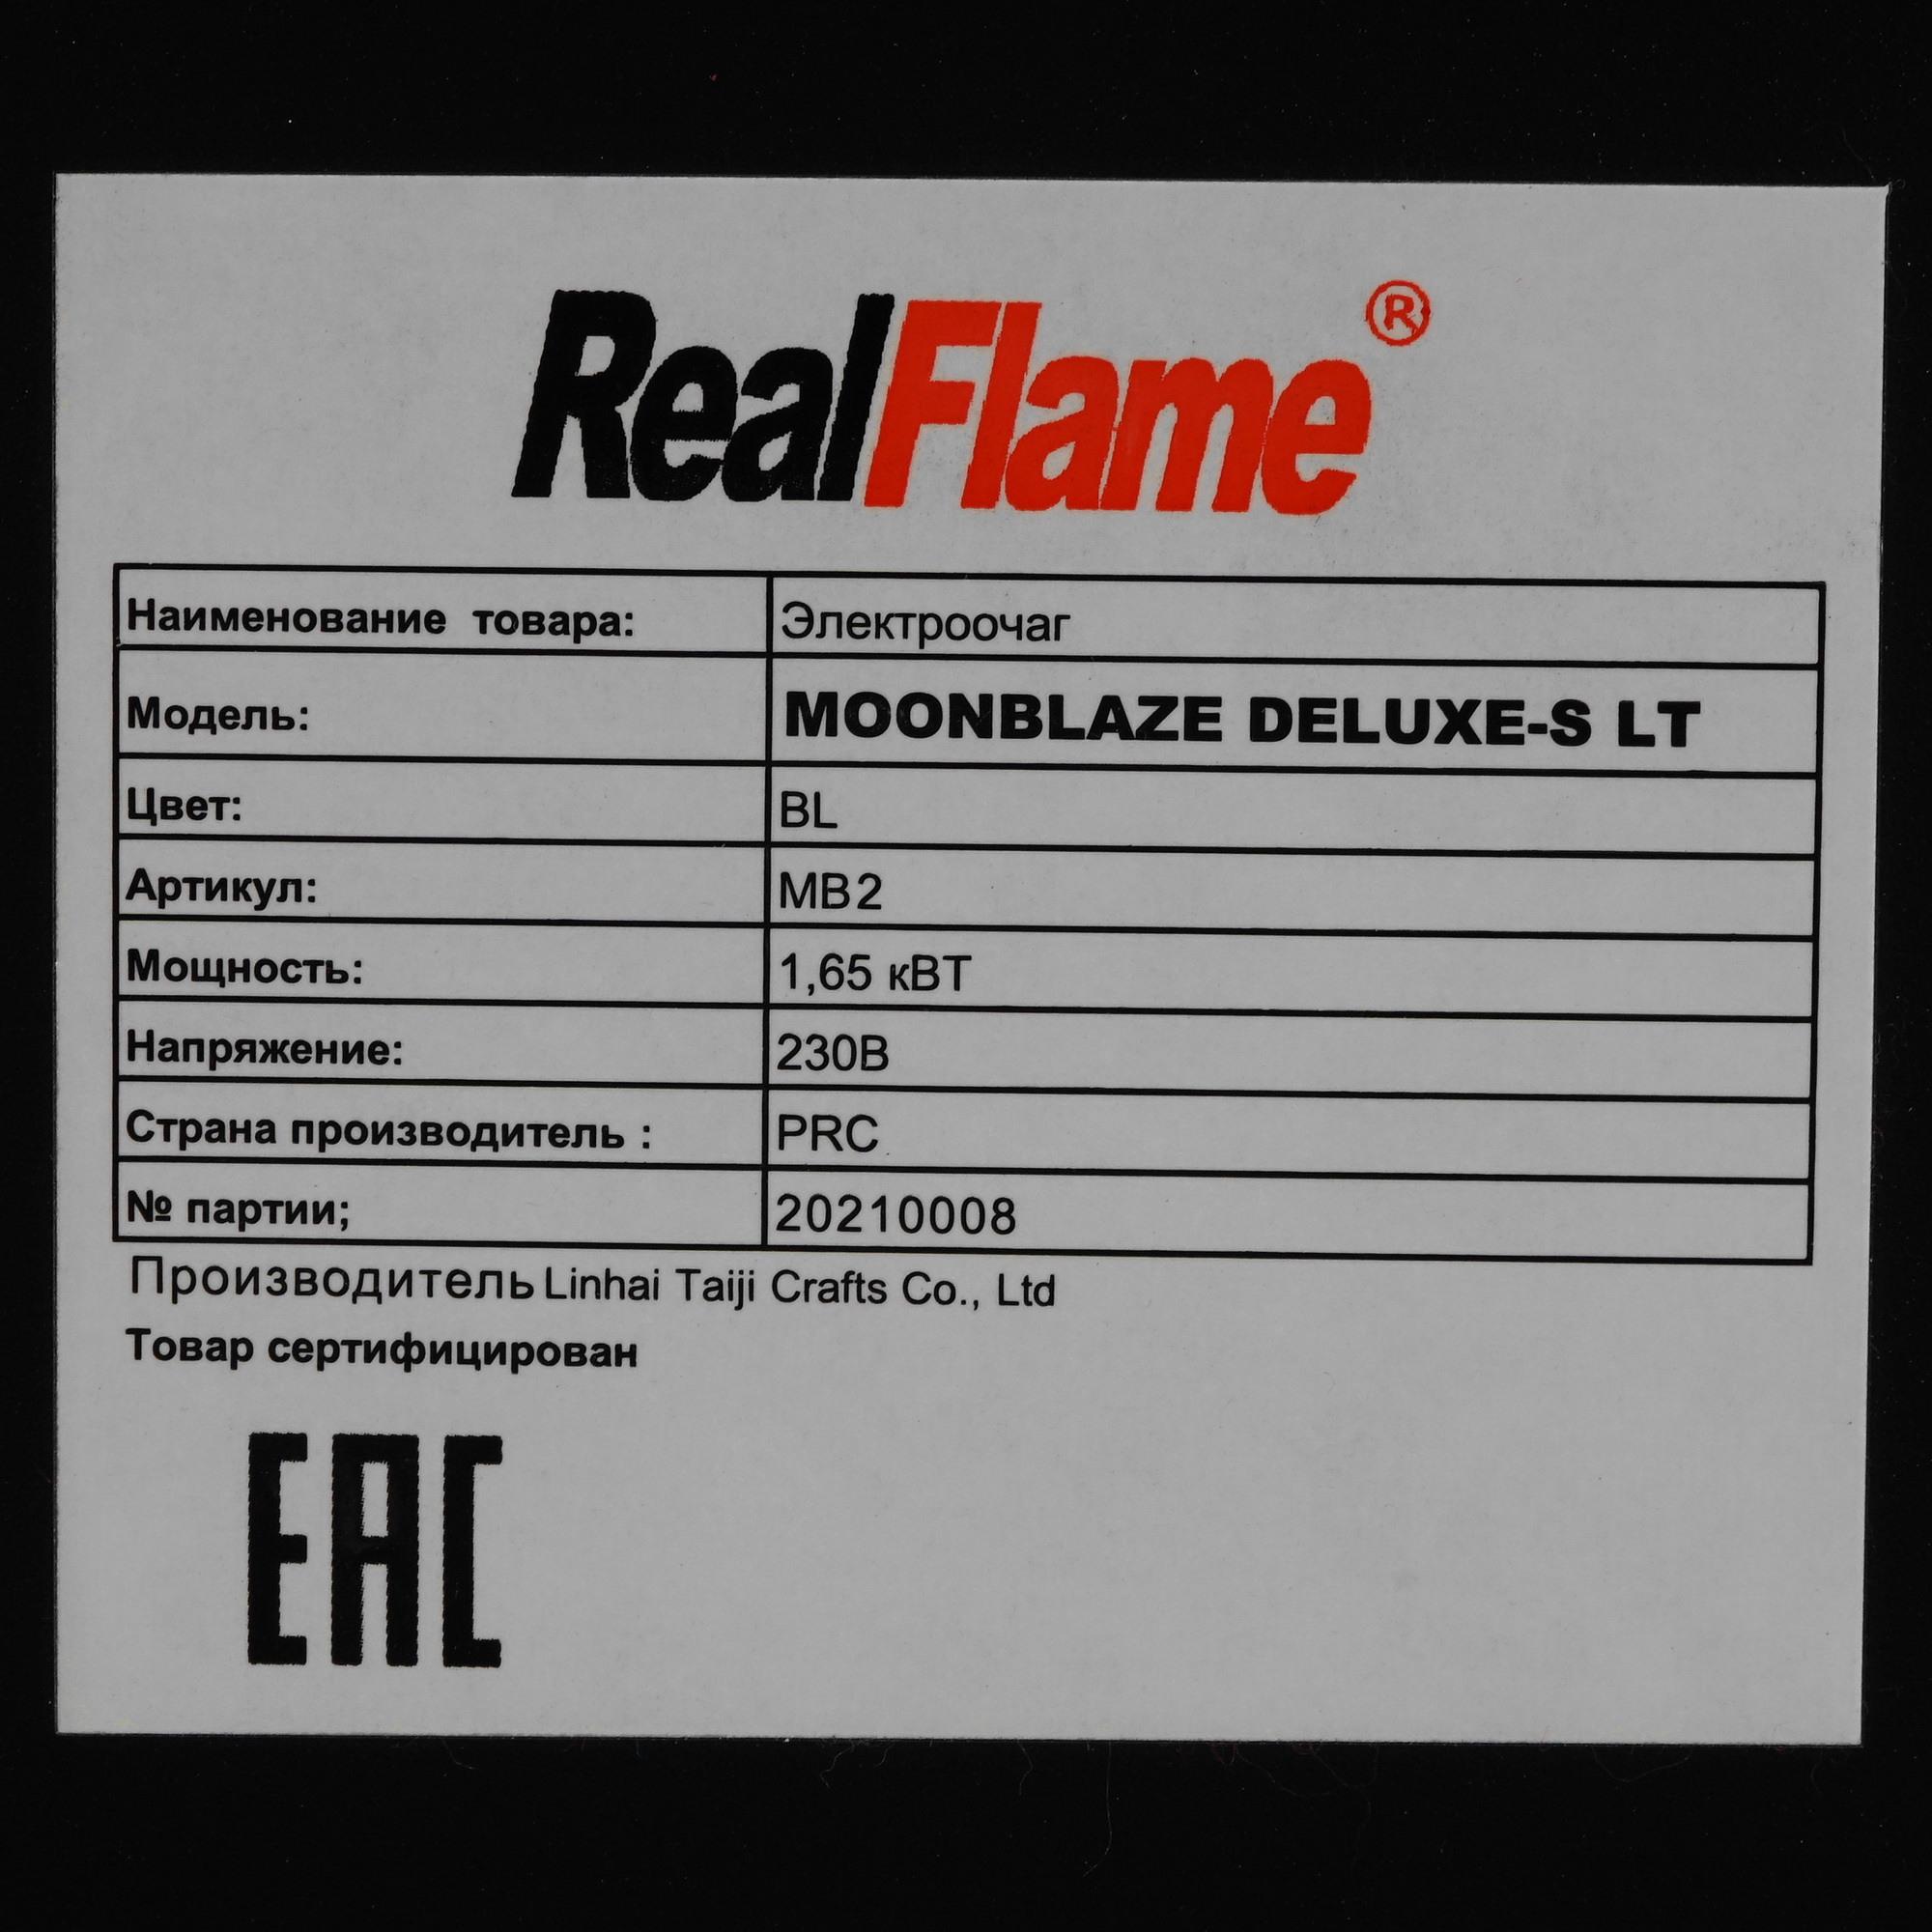 RealFlame®
Наименование товара: Электроочаг
Модель: MOONBLAZE DELUXE-S LT
Цвет: BL
Артикул: MB2
Мощность: 1,65 кВТ
Напряжение: 230В
Страна производитель : PRC
№ партии; 20210008
Производитель Linhai Taiji Crafts Co., Ltd
Товар сертифицирован
EAC